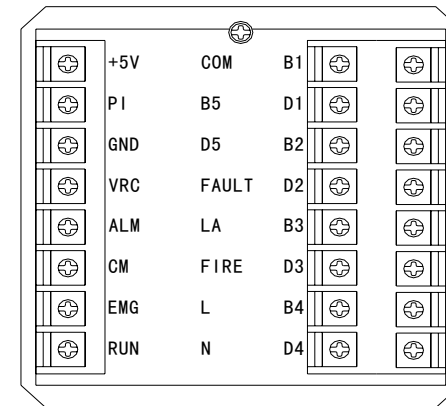 +5V COM B1
PI B5 D1
GND D5 B2
VRC FAULT D2
ALM LA B3
CM FIRE D3
EMG L B4
RUN N D4